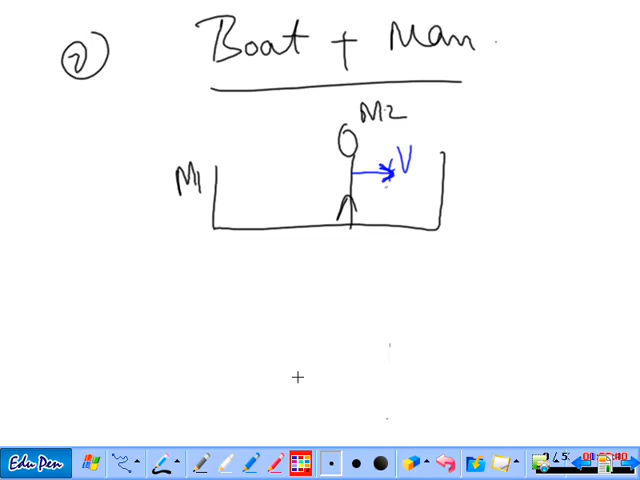 2) Boat + Man
M2
V
M1
Edu Pen